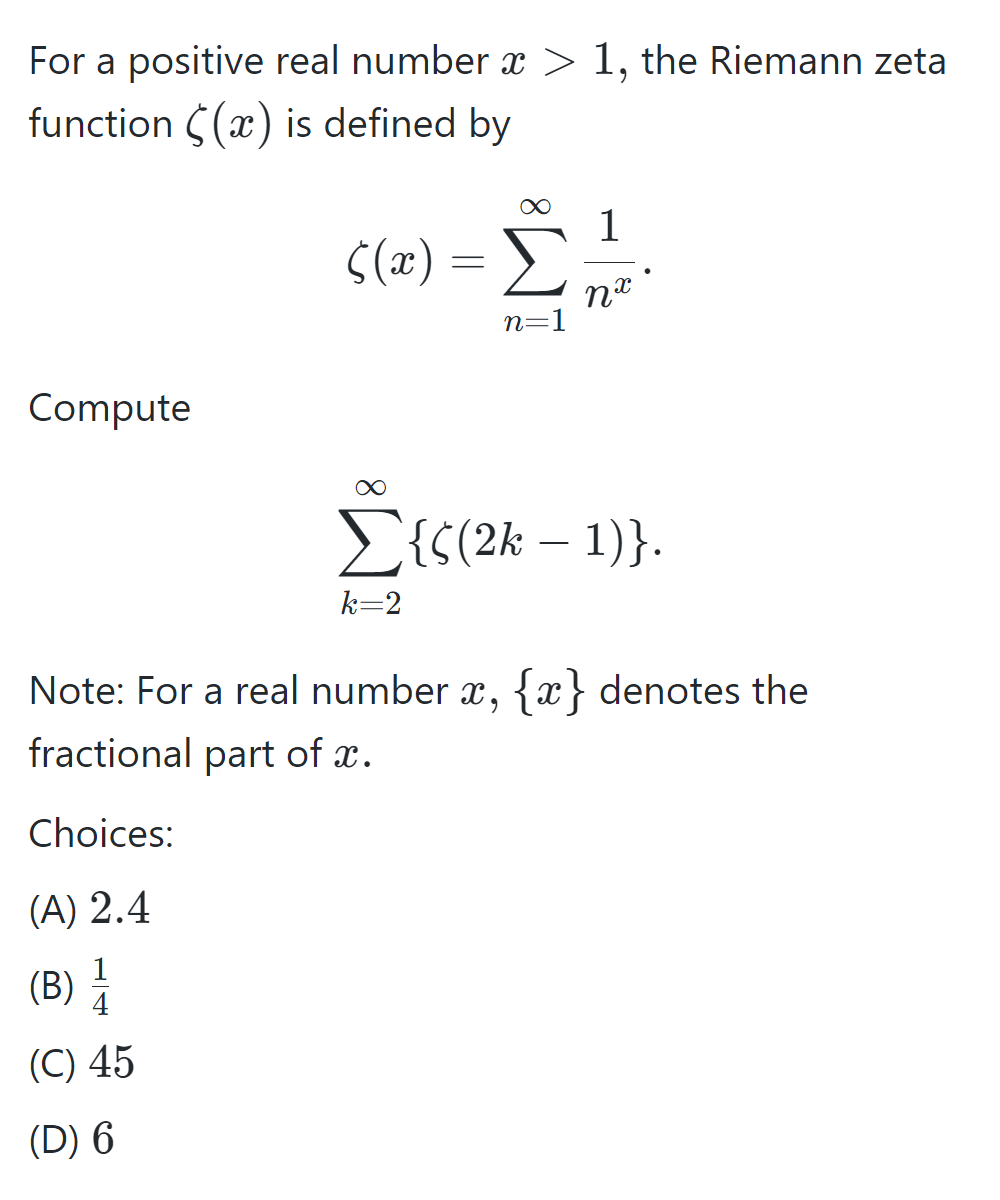 For a positive real number $x > 1$, the Riemann zeta
function $\zeta(x)$ is defined by
$$\zeta(x) = \sum_{n=1}^{\infty} \frac{1}{n^x}.$$
Compute
$$\sum_{k=2}^{\infty} \{\zeta(2k - 1)\}.$$
Note: For a real number $x$, $\{x\}$ denotes the
fractional part of $x$.
Choices:
(A) $2.4$
(B) $\frac{1}{4}$
(C) $45$
(D) $6$